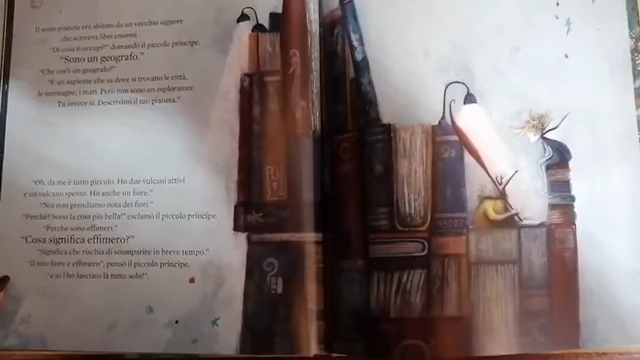 Il sesto pianeta era abitato da un vecchio signore
che scriveva libri enormi.
"Di cosa ti occupi?" domandò il piccolo principe.
"Sono un geografo."
"Che cos'è un geografo?"
"È un sapiente che sa dove si trovano le città,
le montagne, i mari. Però non sono un esploratore.
Tu invece sì. Descrivimi il tuo pianeta."
"Oh, da me è tutto piccolo. Ho due vulcani attivi
e un vulcano spento. Ho anche un fiore."
"Noi non prendiamo nota dei fiori."
"Perché? Sono la cosa più bella!" esclamò il piccolo principe.
"Perché sono effimeri."
"Cosa significa effimero?"
"Significa che rischia di scomparire in breve tempo."
"Il mio fiore è effimero", pensò il piccolo principe,
"e io l'ho lasciato là tutto solo!".